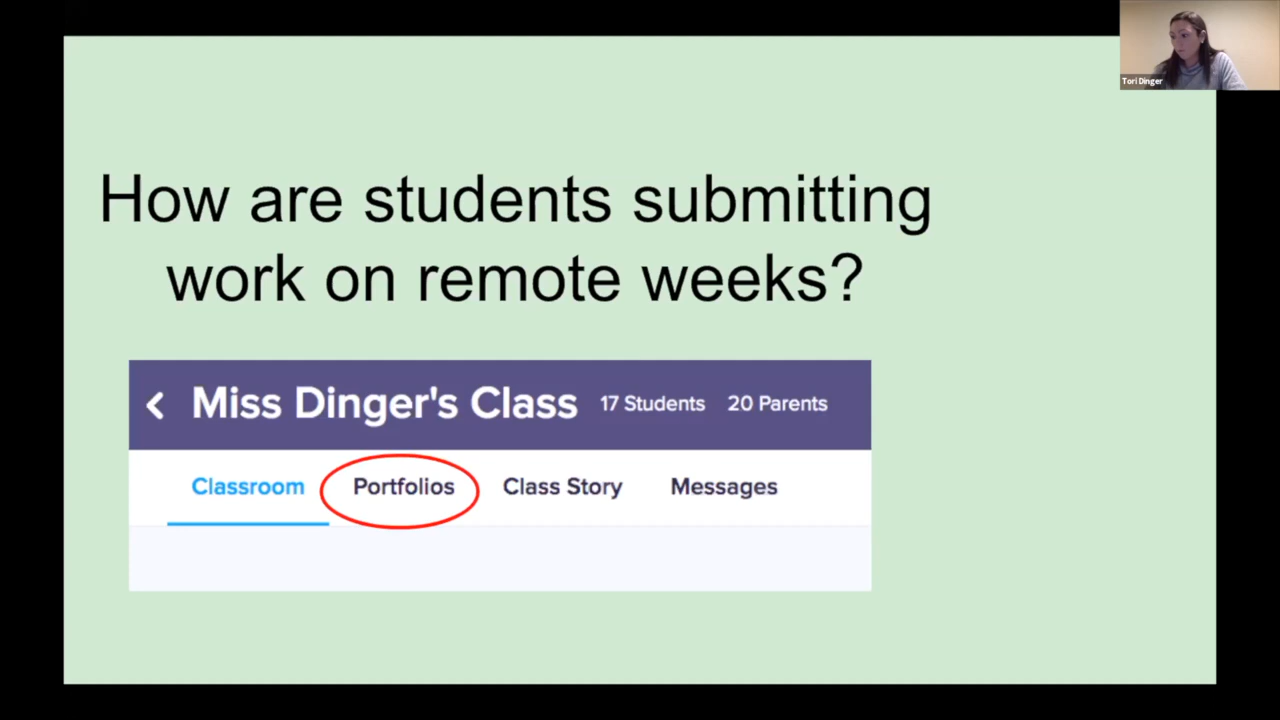 Tori Dinger
How are students submitting
work on remote weeks?
Miss Dinger's Class 17 Students 20 Parents
Classroom Portfolios Class Story Messages